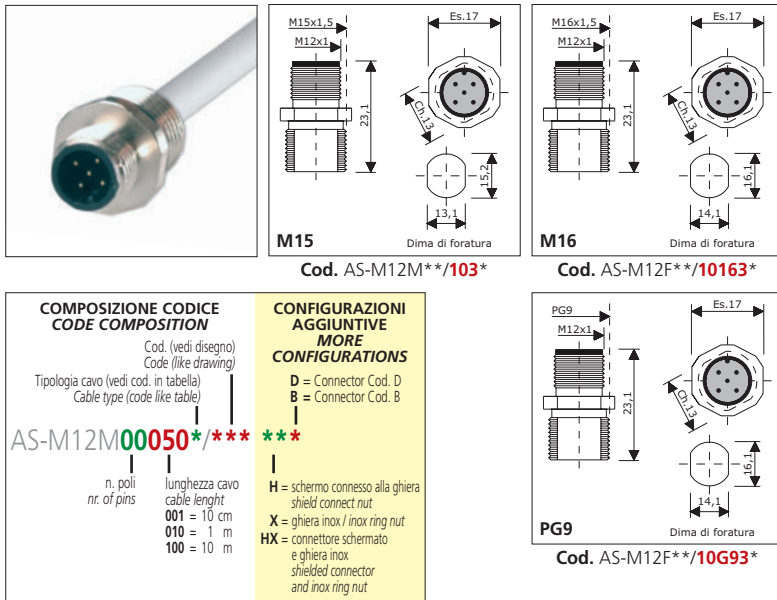 M15x1,5
M12x1
Es.17
23,1
Ch.13
15,2
13,1
M15
Dima di foratura
Cod. AS-M12M**/103*
M16x1,5
M12x1
Es.17
23,1
Ch.13
16,1
14,1
M16
Dima di foratura
Cod. AS-M12F**/10163*
COMPOSIZIONE CODICE
CODE COMPOSITION
Cod. (vedi disegno)
Code (like drawing)
Tipologia cavo (vedi cod. in tabella)
Cable type (code like table)
AS-M12M00050*/*** ***
n. poli
nr. of pins
lunghezza cavo
cable lenght
001 = 10 cm
010 = 1 m
100 = 10 m
CONFIGURAZIONI
AGGIUNTIVE
MORE
CONFIGURATIONS
D = Connector Cod. D
B = Connector Cod. B
H = schermo connesso alla ghiera
shield connect nut
X = ghiera inox / inox ring nut
HX = connettore schermato
e ghiera inox
shielded connector
and inox ring nut
PG9
M12x1
Es.17
23,1
Ch.13
16,1
14,1
PG9
Dima di foratura
Cod. AS-M12F**/10G93*